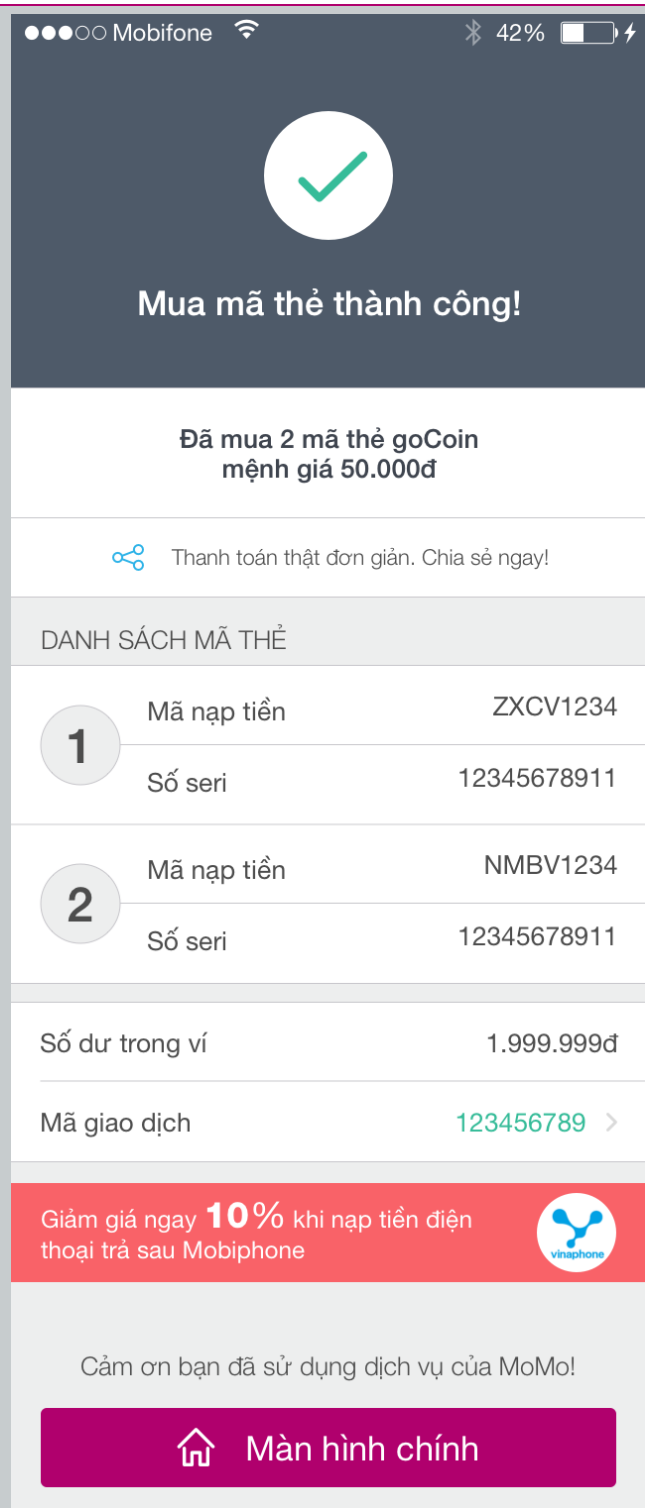 Mobifone 42%
Mua mã thẻ thành công!
Đã mua 2 mã thẻ goCoin
mệnh giá 50.000đ
Thanh toán thật đơn giản. Chia sẻ ngay!
DANH SÁCH MÃ THẺ
1
Mã nạp tiền ZXCV1234
Số seri 12345678911
2
Mã nạp tiền NMBV1234
Số seri 12345678911
Số dư trong ví 1.999.999đ
Mã giao dịch 123456789
Giảm giá ngay 10% khi nạp tiền điện
thoại trả sau Mobiphone
vinaphone
Cảm ơn bạn đã sử dụng dịch vụ của MoMo!
Màn hình chính